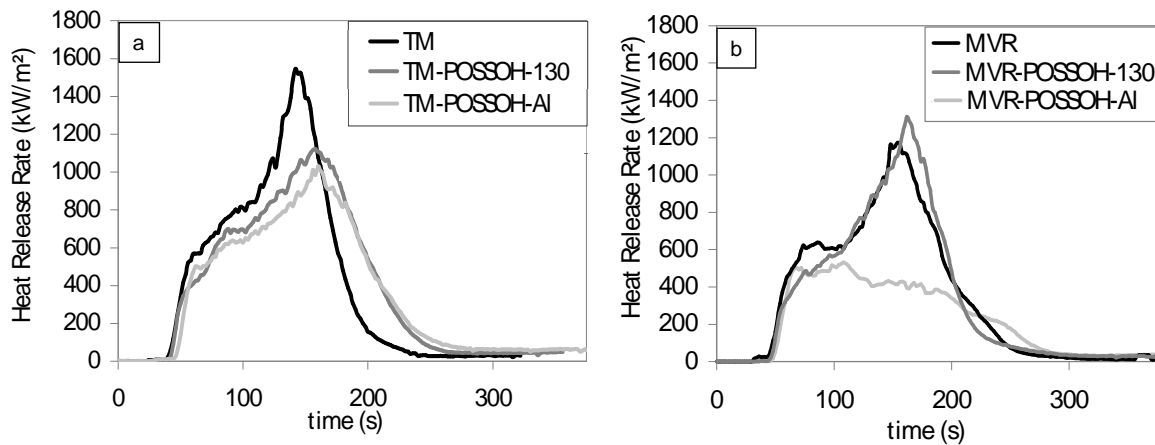 a
TM
TM-POSSOH-130
TM-POSSOH-Al
Heat Release Rate (kW/m²)
1800
1600
1400
1200
1000
800
600
400
200
0
0 100 200 300
time (s)
b
MVR
MVR-POSSOH-130
MVR-POSSOH-Al
Heat Release Rate (kW/m²)
1800
1600
1400
1200
1000
800
600
400
200
0
0 100 200 300
time (s)